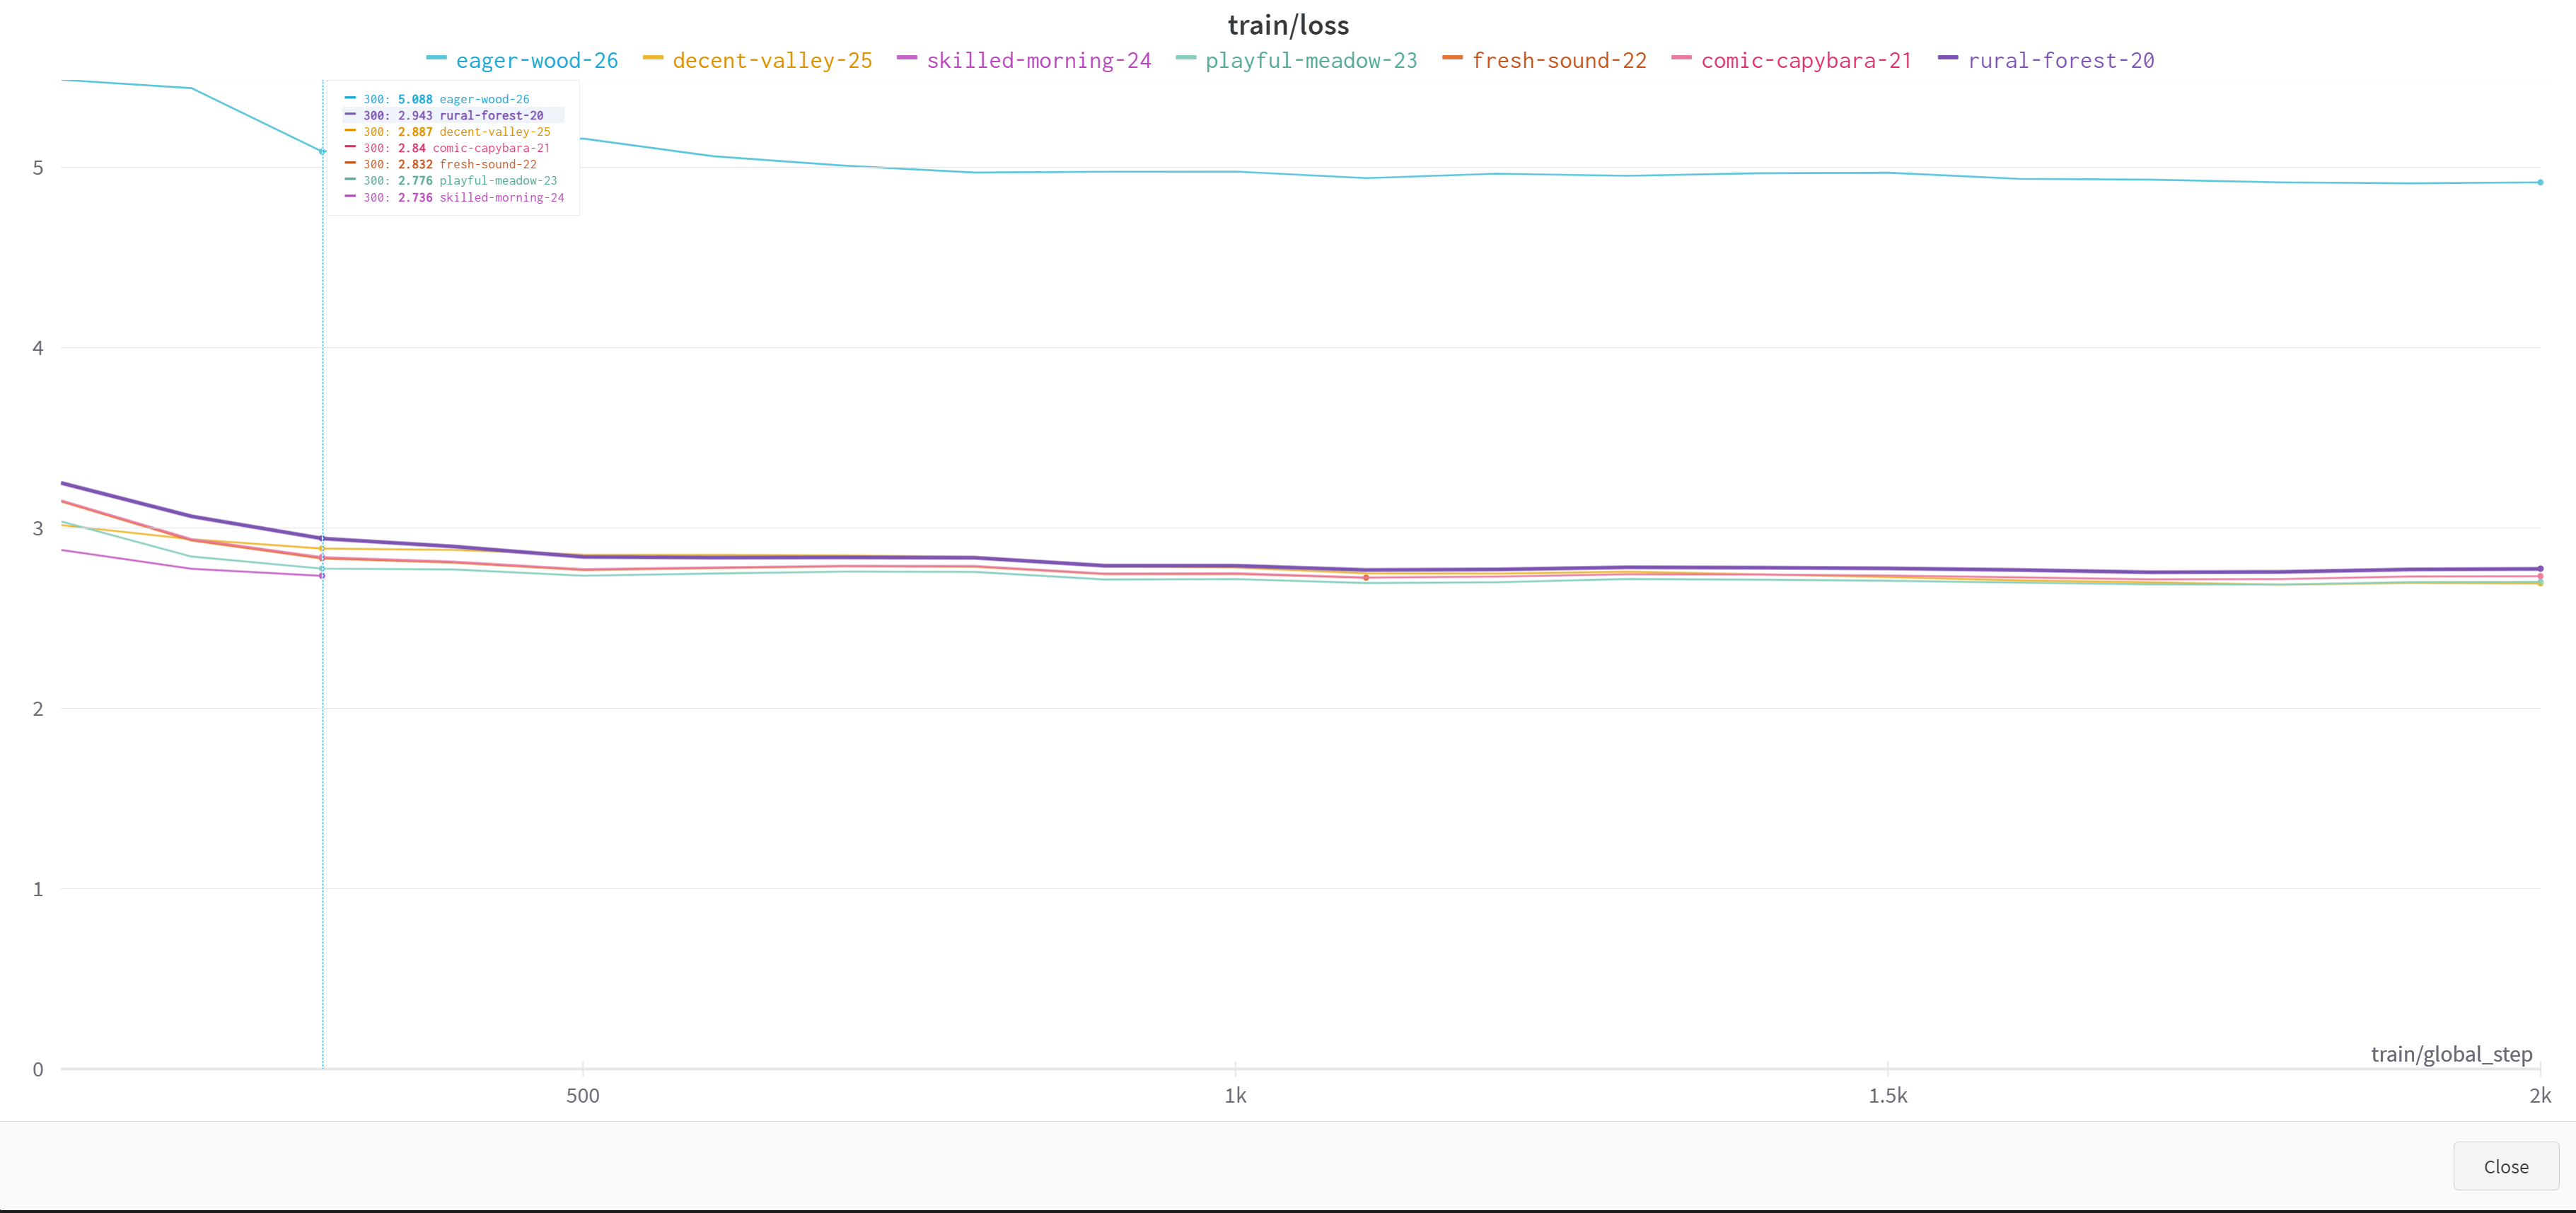 train/loss
eager-wood-26 decent-valley-25 skilled-morning-24 playful-meadow-23 fresh-sound-22 comic-capybara-21 rural-forest-20
300: 5.088 eager-wood-26
300: 2.943 rural-forest-20
300: 2.887 decent-valley-25
300: 2.84 comic-capybara-21
300: 2.832 fresh-sound-22
300: 2.776 playful-meadow-23
300: 2.736 skilled-morning-24
5
4
3
2
1
0
train/global_step
500 1k 1.5k 2k
Close